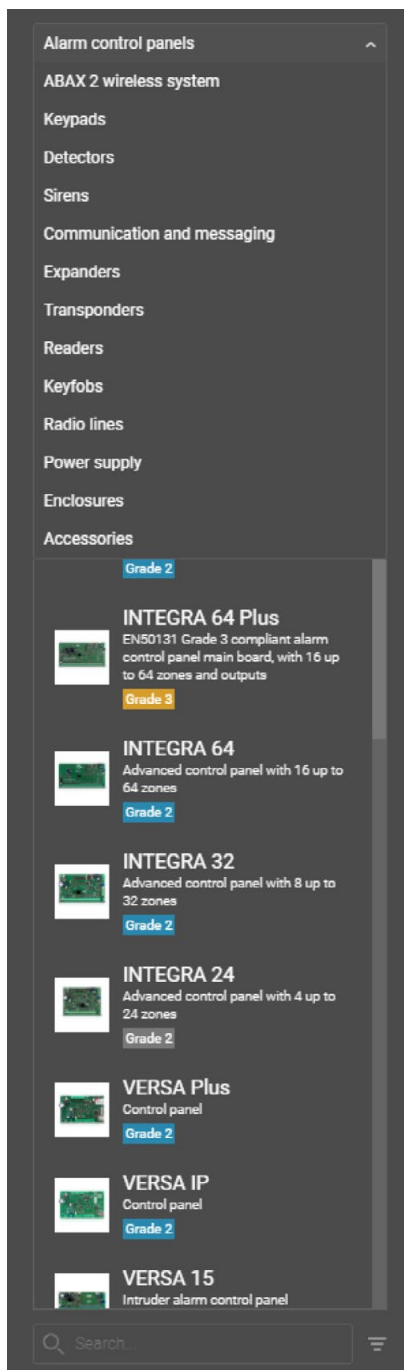 Alarm control panels
ABAX 2 wireless system
Keypads
Detectors
Sirens
Communication and messaging
Expanders
Transponders
Readers
Keyfobs
Radio lines
Power supply
Enclosures
Accessories
Grade 2
INTEGRA 64 Plus
EN50131 Grade 3 compliant alarm
control panel main board, with 16 up
to 64 zones and outputs
Grade 3
INTEGRA 64
Advanced control panel with 16 up to
64 zones
Grade 2
INTEGRA 32
Advanced control panel with 8 up to
32 zones
Grade 2
INTEGRA 24
Advanced control panel with 4 up to
24 zones
Grade 2
VERSA Plus
Control panel
Grade 2
VERSA IP
Control panel
Grade 2
VERSA 15
Intruder alarm control panel
Search...